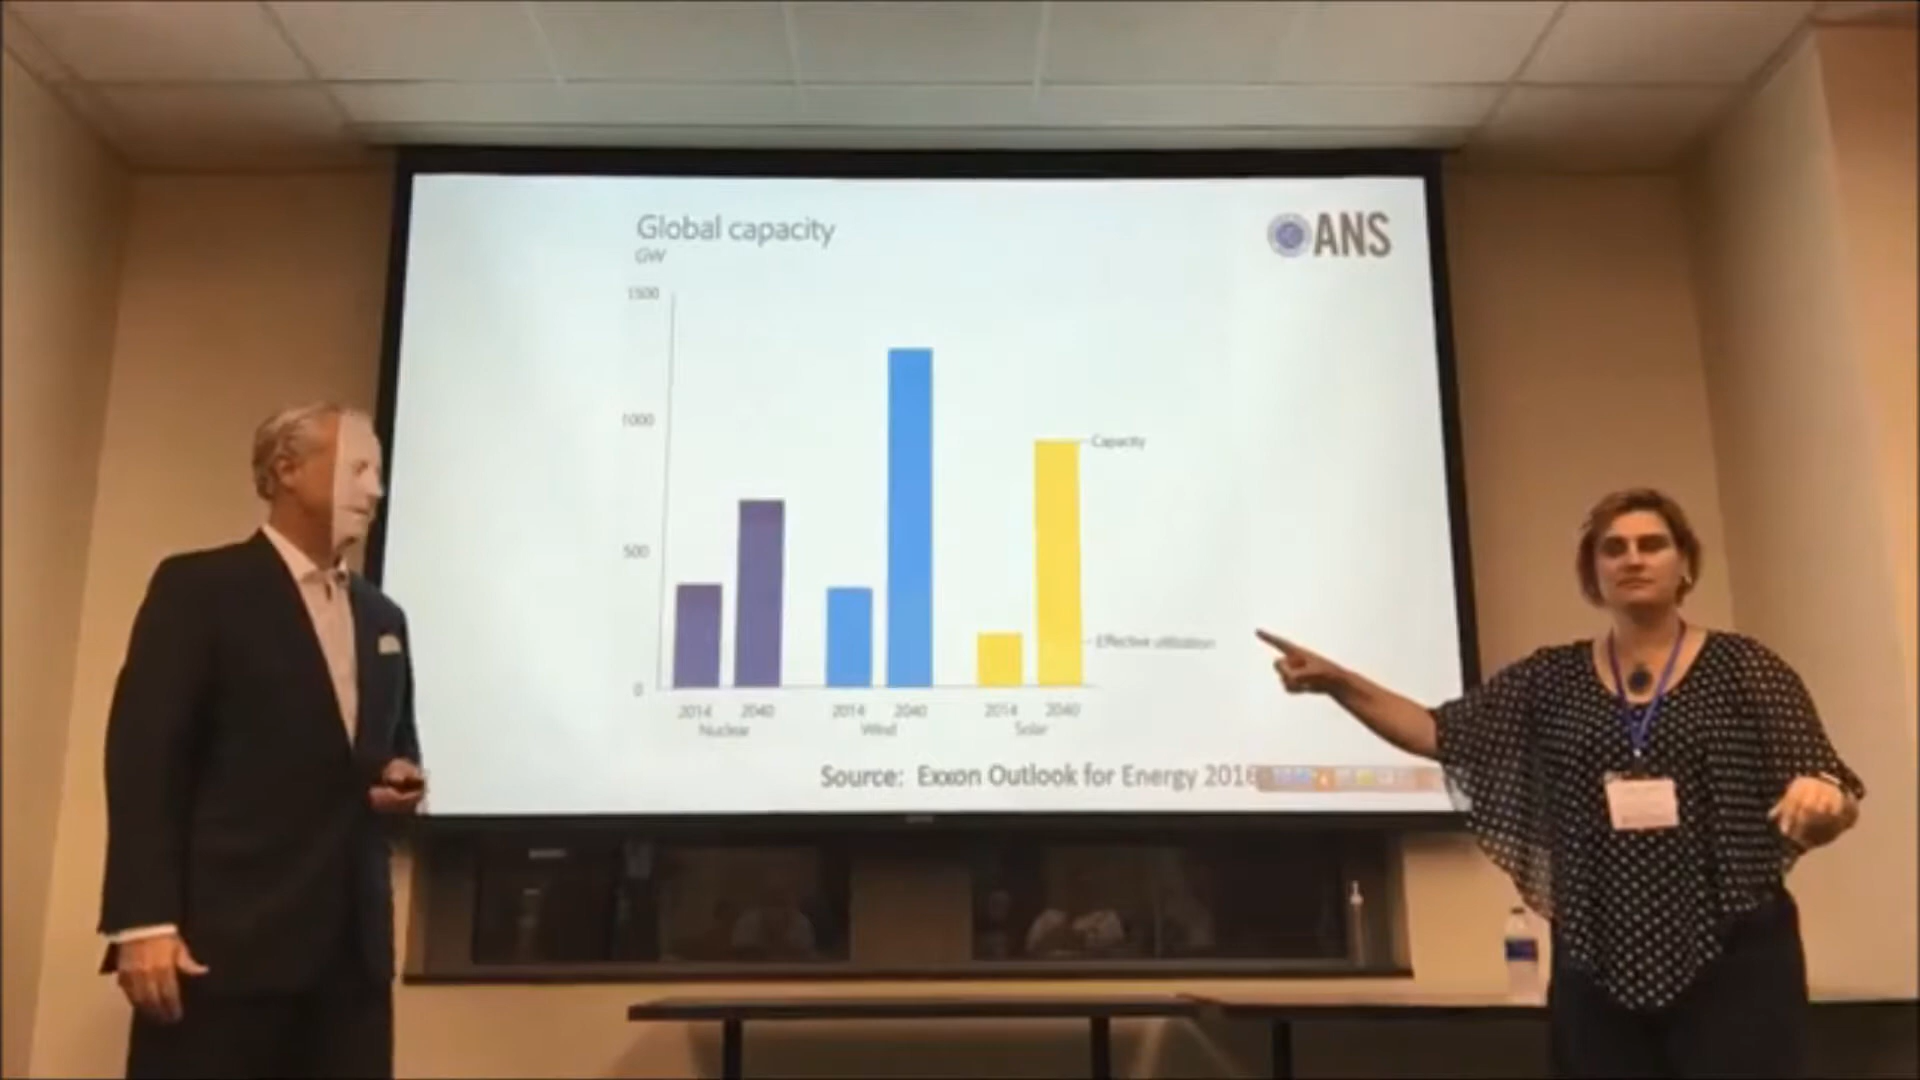 Global capacity
GW
ANS
1500
1000
500
0
Capacity
Effective utilization
2014 2040 2014 2040 2014 2040
Nuclear Wind Solar
Source: Exxon Outlook for Energy 2016